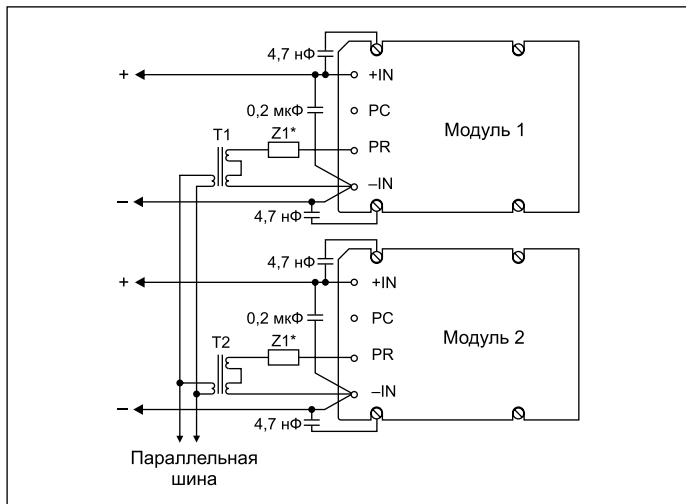 4,7 нФ
+
+IN
0,2 мкФ
PC
T1
Z1*
PR
Модуль 1
–IN
–
4,7 нФ
4,7 нФ
+
+IN
0,2 мкФ
PC
T2
Z1*
PR
Модуль 2
–IN
–
4,7 нФ
Параллельная
шина